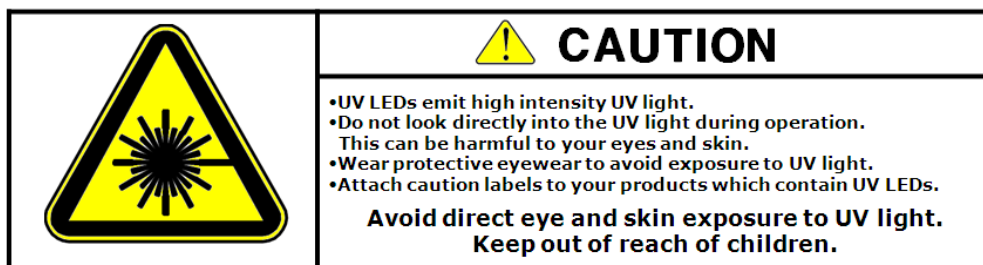 CAUTION
•UV LEDs emit high intensity UV light.
•Do not look directly into the UV light during operation.
This can be harmful to your eyes and skin.
•Wear protective eyewear to avoid exposure to UV light.
•Attach caution labels to your products which contain UV LEDs.
Avoid direct eye and skin exposure to UV light.
Keep out of reach of children.